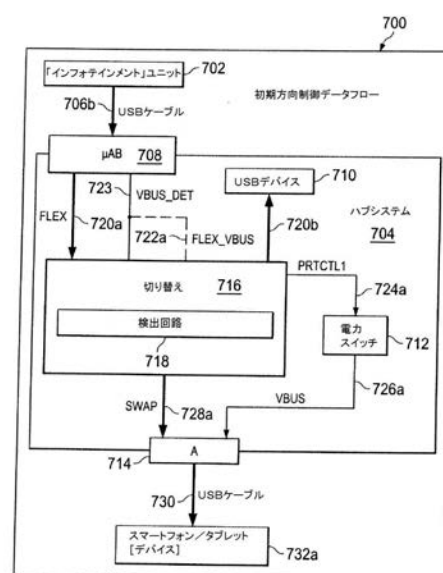 700
「インフォテインメント」ユニット
702
初期方向制御データフロー
706b
USBケーブル
μAB 708
723
VBUS_DET
USBデバイス
710
FLEX
720a
722a
FLEX_VBUS
720b
ハブシステム
704
切り替え
716
PRTCTL1
724a
検出回路
718
電力
スイッチ
712
SWAP
728a
VBUS
726a
714
A
730
USBケーブル
スマートフォン/タブレット
[デバイス]
732a